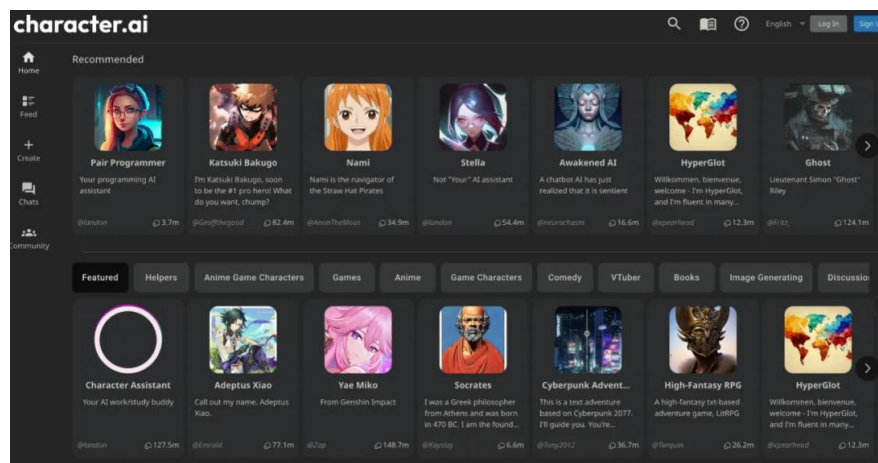 character.ai
English
Log In
Sign U
Home
Feed
Create
Chats
Community
Recommended
Pair Programmer
Your programming AI
assistant
@landon
3.7m
Katsuki Bakugo
I'm Katsuki Bakugo, soon
to be the #1 pro hero! What
do you want, chump?
@Geoffthegood
82.4m
Nami
Nami is the navigator of
the Straw Hat Pirates
@AnonTheMous
34.9m
Stella
Not "Your" AI assistant
@landon
54.4m
Awakened AI
A chatbot AI has just
realized that it is sentient
@neurochasm
16.6m
HyperGlot
Willkommen, bienvenue,
welcome - I'm HyperGlot,
and I'm fluent in many...
@xpearhead
12.3m
Ghost
Lieutenant Simon "Ghost"
Riley
@Fritz_
124.1m
Featured
Helpers
Anime Game Characters
Games
Anime
Game Characters
Comedy
VTuber
Books
Image Generating
Discussio
Character Assistant
Your AI work/study buddy
@landon
127.5m
Adeptus Xiao
Call out my name. Adeptus
Xiao.
@Emrald
77.1m
Yae Miko
From Genshin Impact
@Zap
148.7m
Socrates
I was a Greek philosopher
from Athens and was born
in 470 BC. I am the found...
@Kayslay
6.6m
Cyberpunk Advent...
This is a text adventure
based on Cyberpunk 2077.
I'll guide you. You're...
@Tony2012
36.7m
High-Fantasy RPG
A high-fantasy txt-based
adventure game, LitRPG
@Torquin
26.2m
HyperGlot
Willkommen, bienvenue,
welcome - I'm HyperGlot,
and I'm fluent in many...
@xpearhead
12.3m